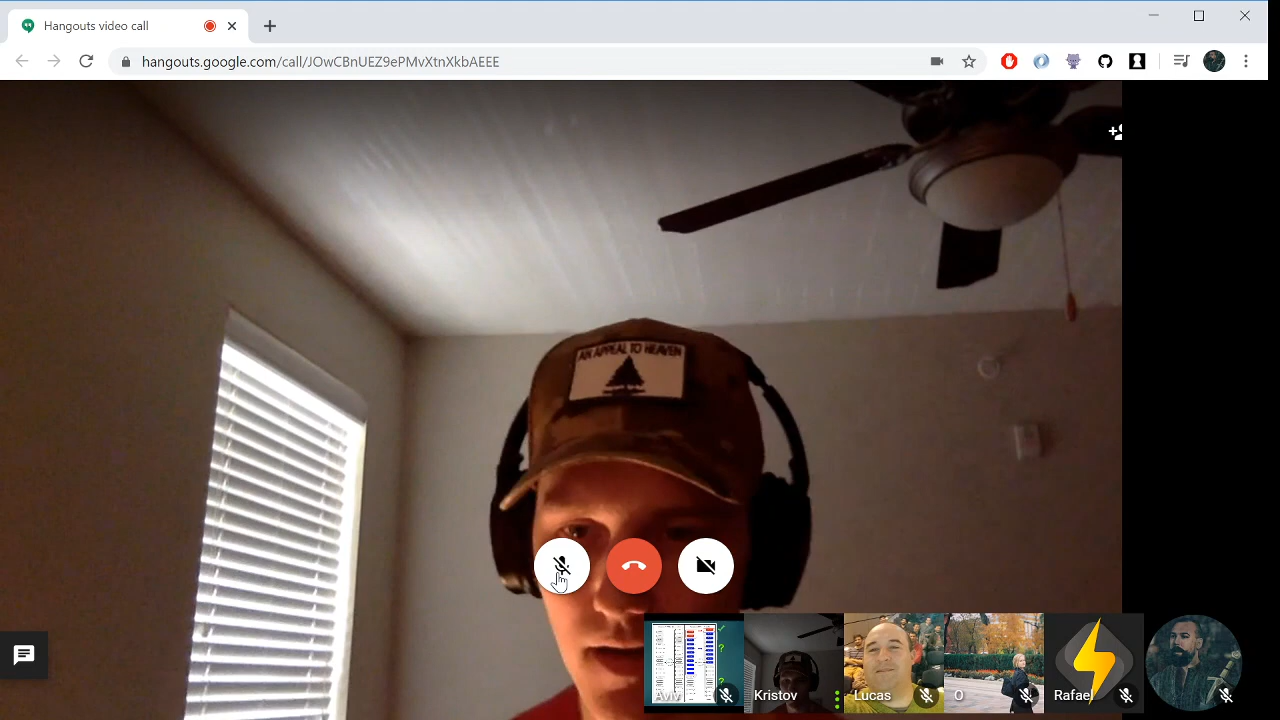 Hangouts video call
hangouts.google.com/call/JOwCBnUEZ9ePMvXtnXkbAEEE
AN APPEAL TO HEAVEN
Kristov
Lucas
O
Rafael